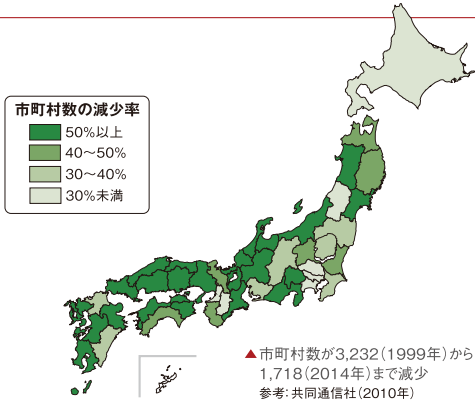 市町村数の減少率
50%以上
40〜50%
30〜40%
30%未満
▲市町村数が3,232(1999年)から
1,718(2014年)まで減少
参考:共同通信社(2010年)